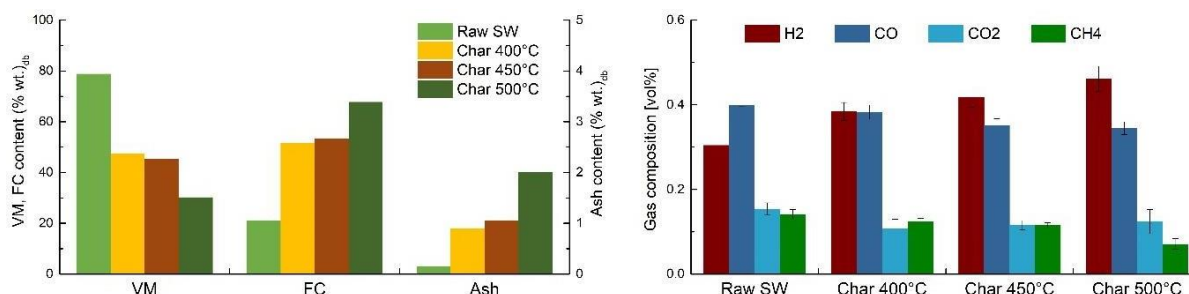 VM, FC content (% wt.)db
100
80
60
40
20
0
Raw SW
Char 400°C
Char 450°C
Char 500°C
5
4
3
2
1
0
Ash content (% wt.)db
VM FC Ash
Gas composition [vol%]
0.6
0.4
0.2
0.0
H2 CO CO2 CH4
Raw SW Char 400°C Char 450°C Char 500°C